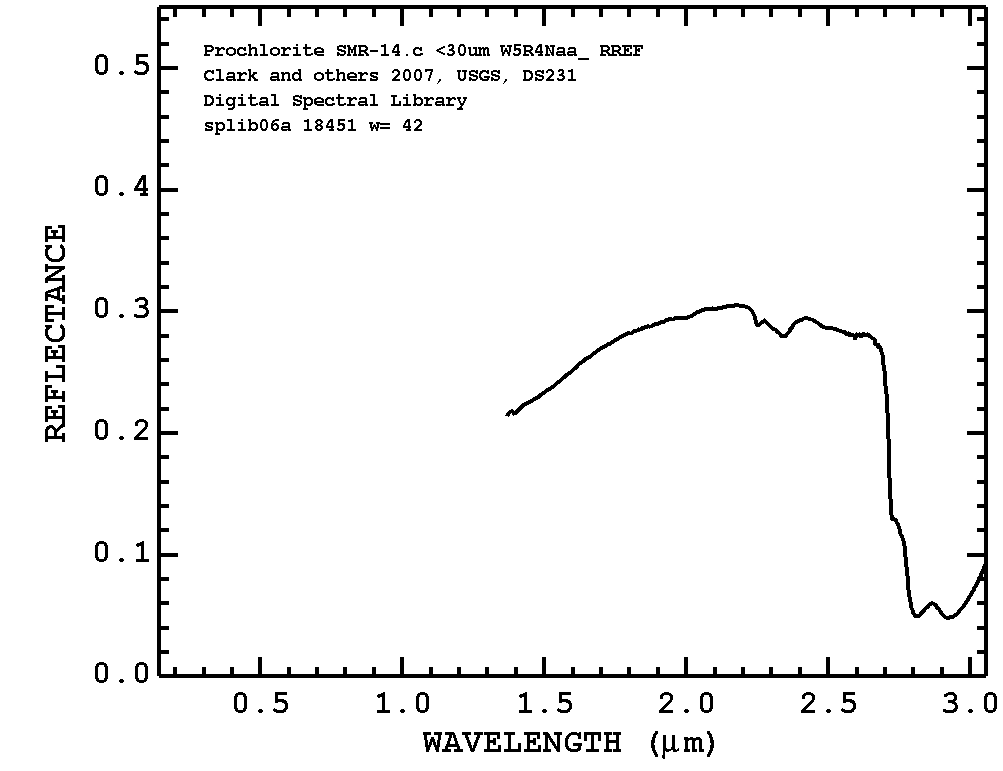 Prochlorite SMR-14.c <30um W5R4Naa_ RREF
Clark and others 2007, USGS, DS231
Digital Spectral Library
splib06a 18451 w= 42
REFLECTANCE
0.5
0.4
0.3
0.2
0.1
0.0
0.5 1.0 1.5 2.0 2.5 3.0
WAVELENGTH (μm)